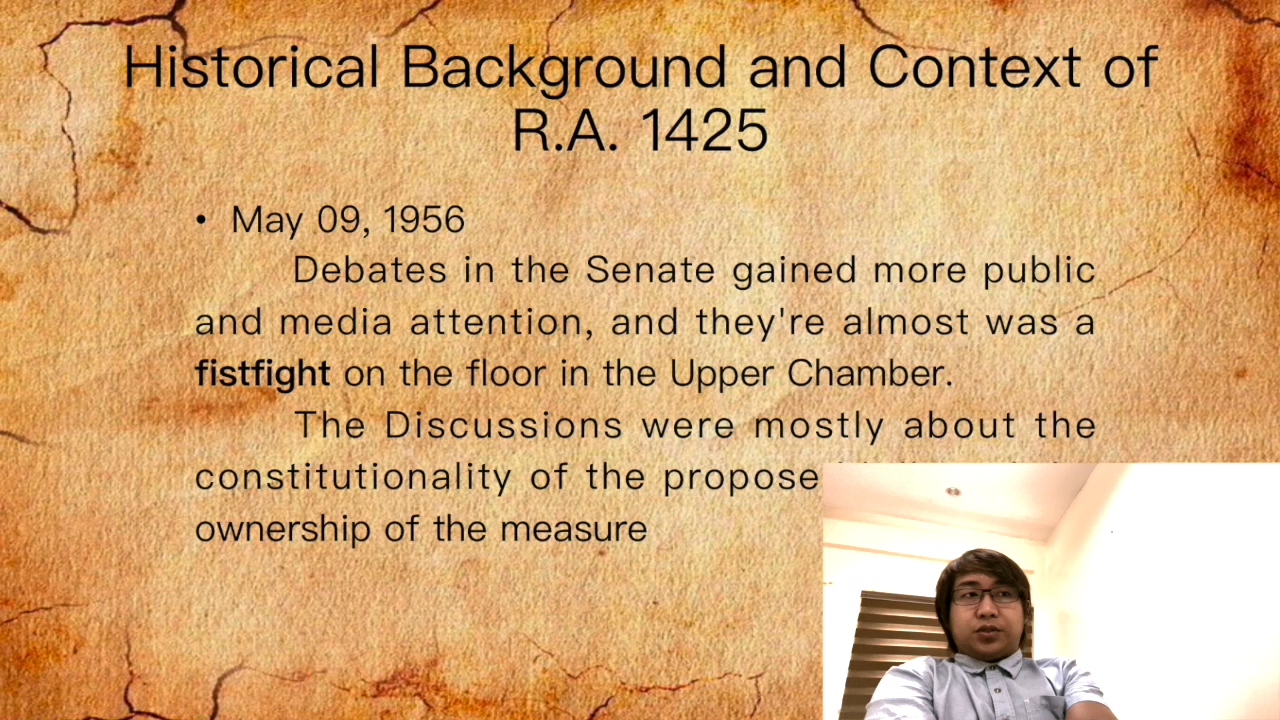 Historical Background and Context of
R.A. 1425
• May 09, 1956
Debates in the Senate gained more public
and media attention, and they're almost was a
fistfight on the floor in the Upper Chamber.
The Discussions were mostly about the
constitutionality of the propose
ownership of the measure